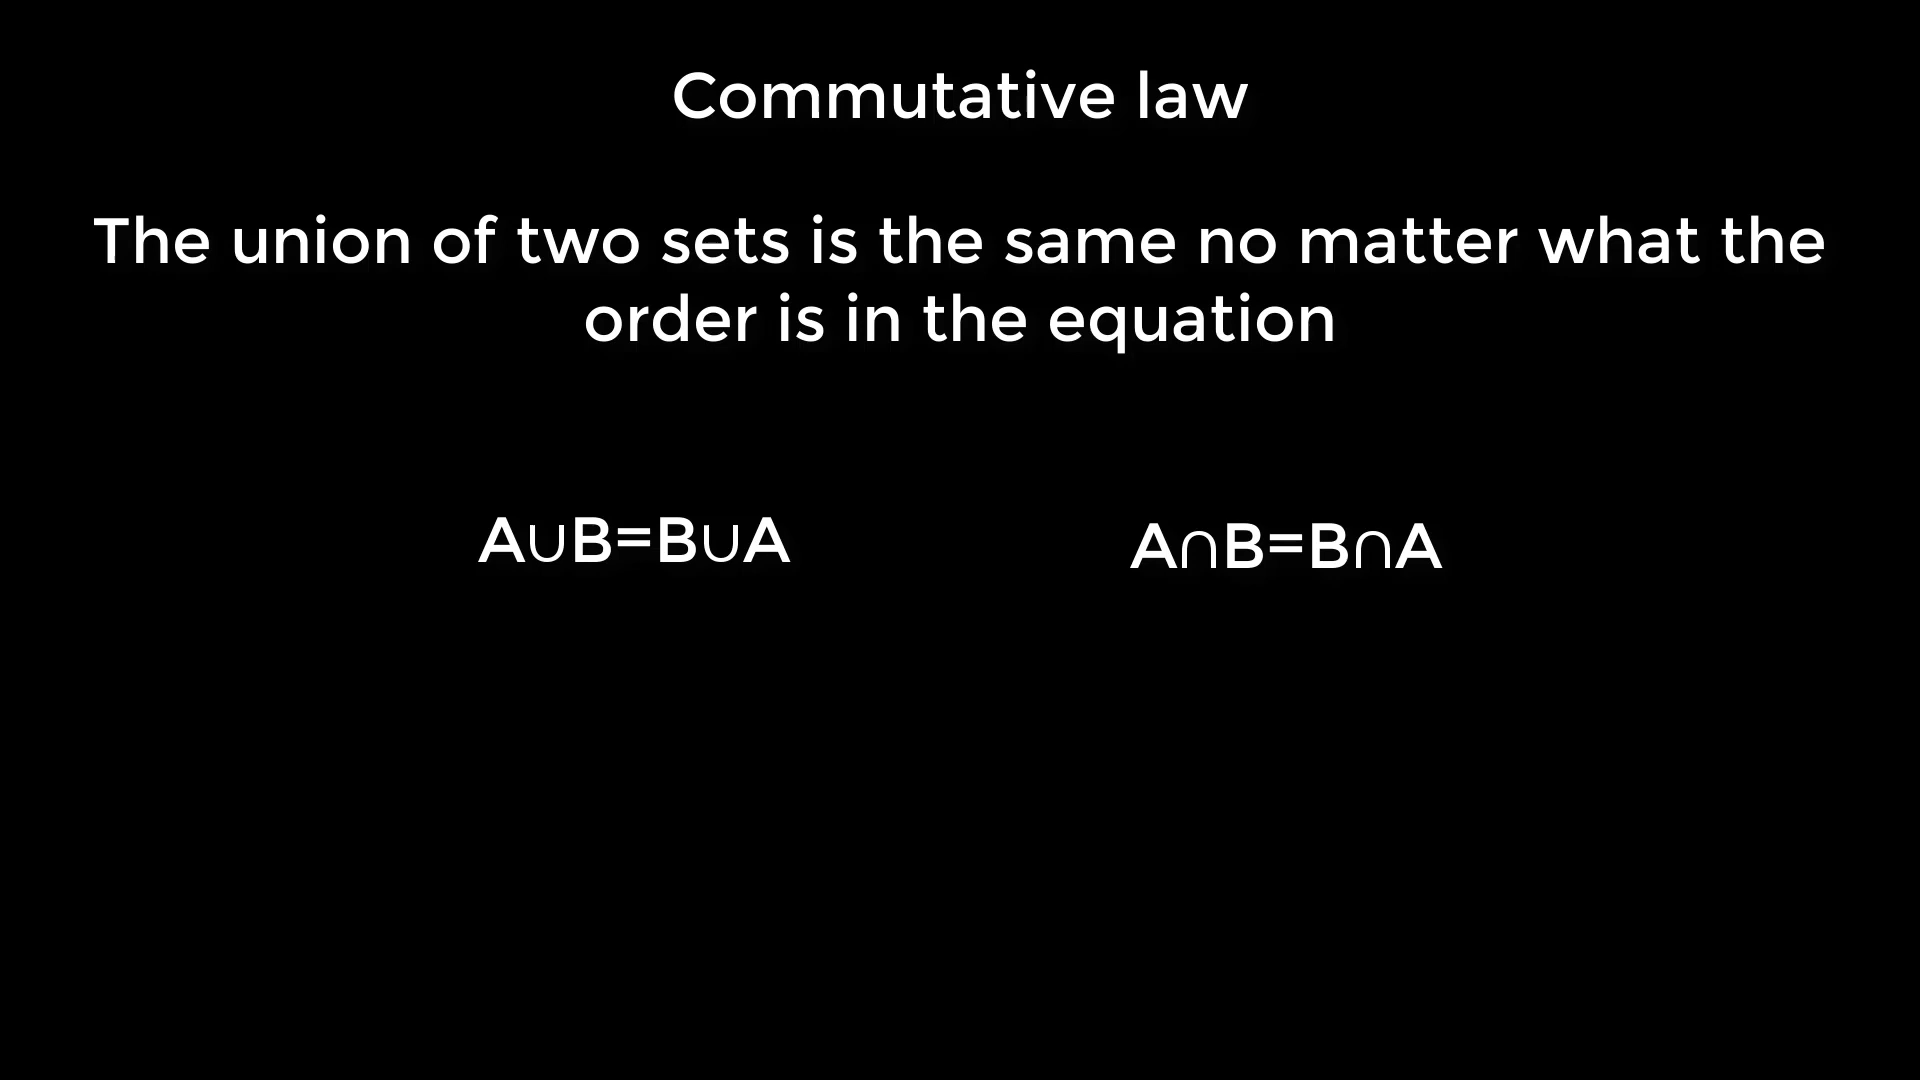 Commutative law
The union of two sets is the same no matter what the
order is in the equation
A∪B=B∪A
A∩B=B∩A